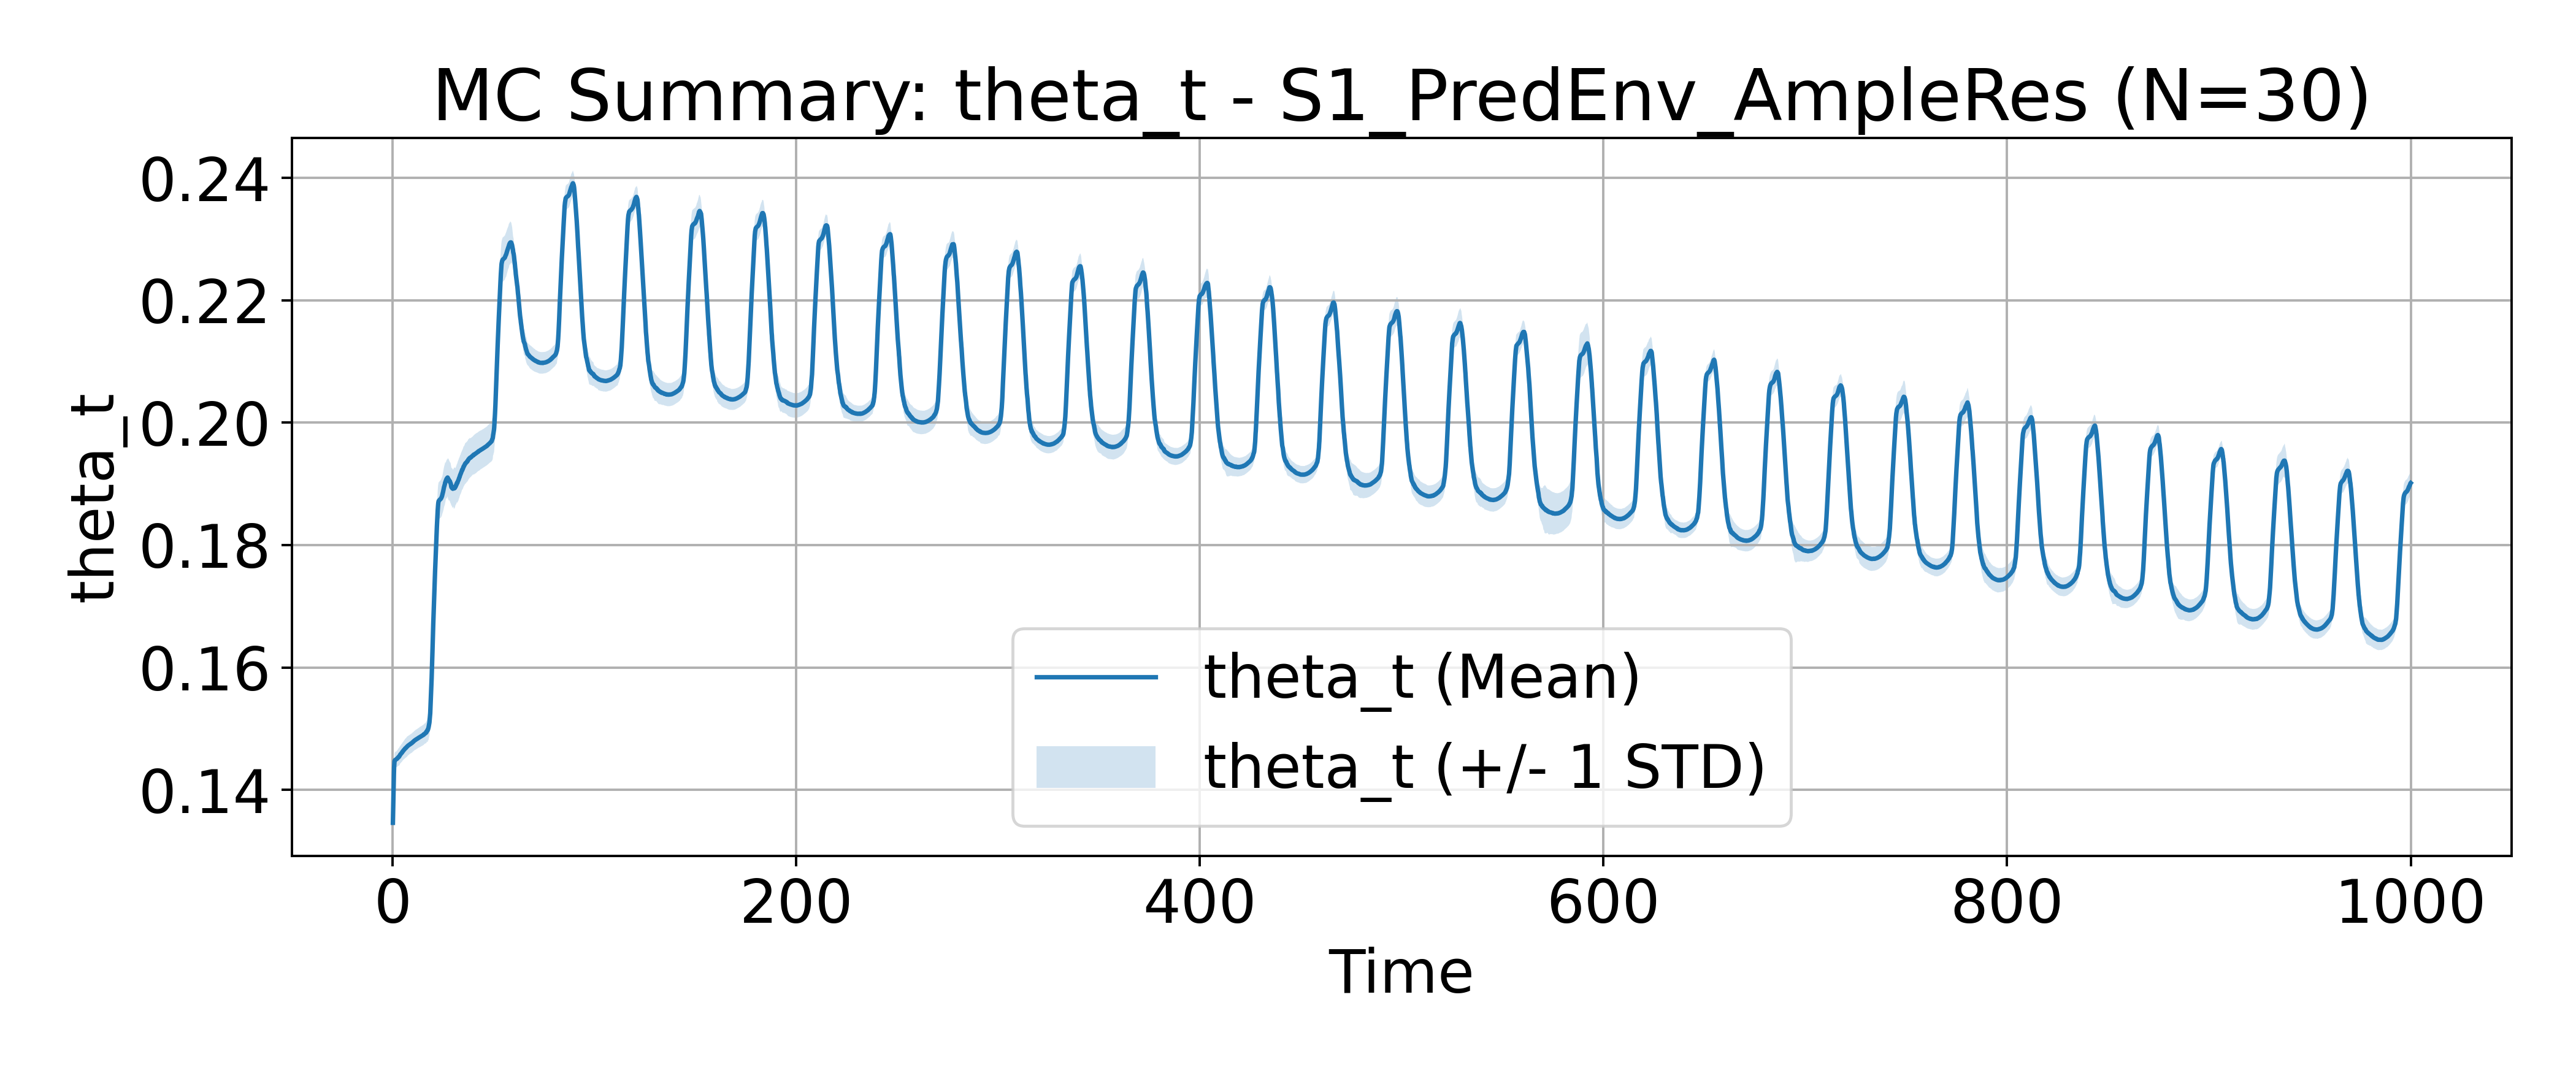 MC Summary: theta_t - S1_PredEnv_AmpleRes (N=30)
theta_t
0.24
0.22
0.20
0.18
0.16
0.14
theta_t (Mean)
theta_t (+/- 1 STD)
0 200 400 600 800 1000
Time